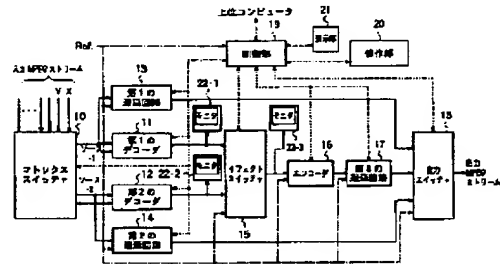 上位コンピュータ
21
19
20
Ref.
制御部
表示部
操作部
入力MPEGストリーム
Y X
13
第1の
遅延回路
22-1
モニタ
モニタ
18
10
11
ソース
-1
第1の
デコーダ
22-3
16
17
マトリクス
スイッチャ
12
22-2
モニタ
エフェクト
スイッチャ
エンコーダ
第3の
遅延回路
出力
スイッチャ
出力
MPEG
ストリーム
ソース
-2
第2の
デコーダ
14
第2の
遅延回路
15